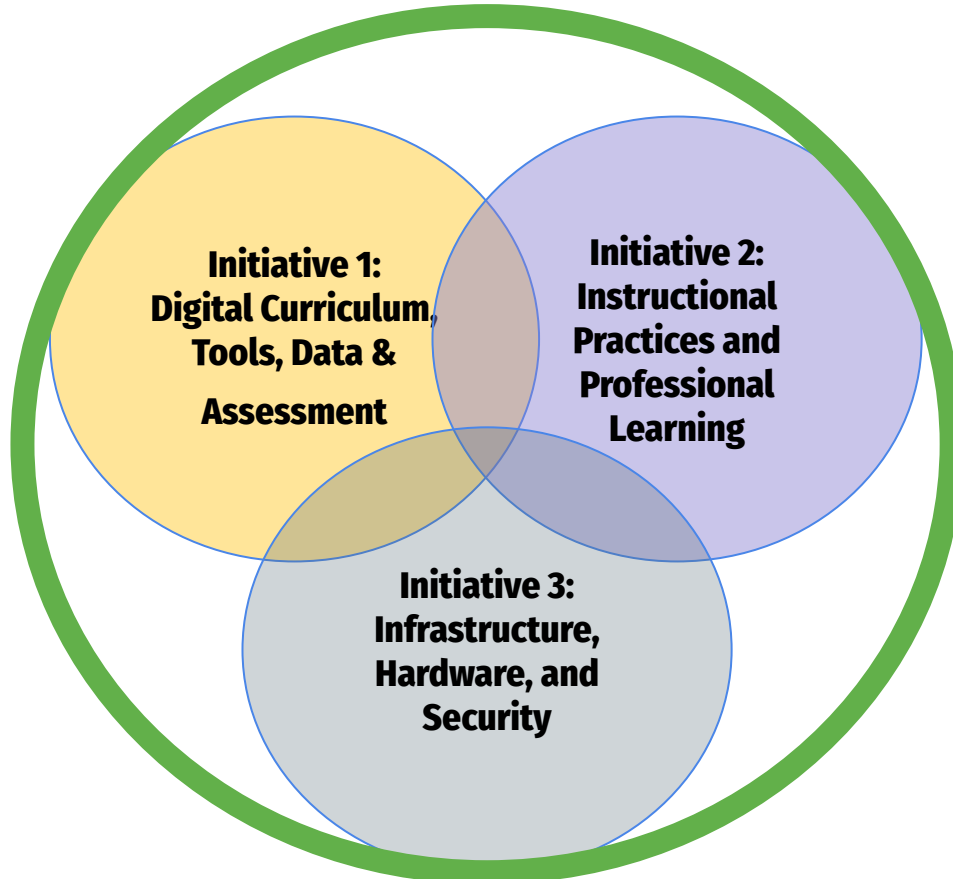 Initiative 1:
Digital Curriculum,
Tools, Data &
Assessment
Initiative 2:
Instructional
Practices and
Professional
Learning
Initiative 3:
Infrastructure,
Hardware, and
Security